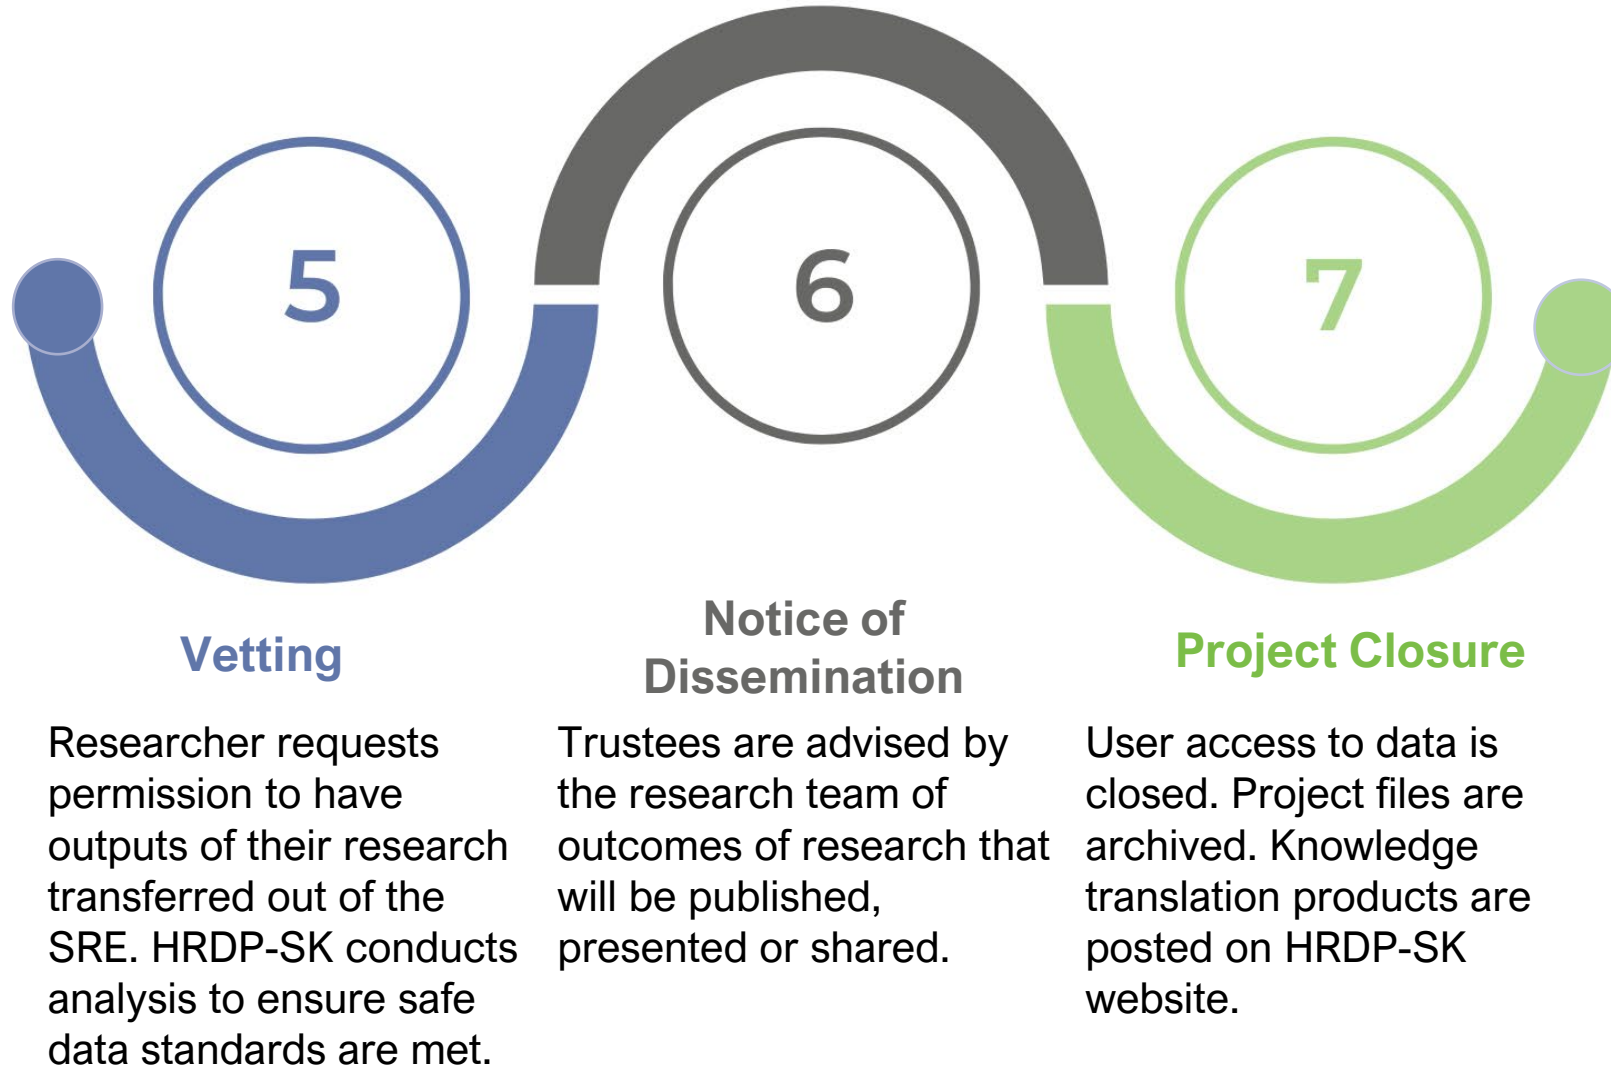 5
6
7
Vetting
Researcher requests
permission to have
outputs of their research
transferred out of the
SRE. HRDP-SK conducts
analysis to ensure safe
data standards are met.
Notice of
Dissemination
Trustees are advised by
the research team of
outcomes of research that
will be published,
presented or shared.
Project Closure
User access to data is
closed. Project files are
archived. Knowledge
translation products are
posted on HRDP-SK
website.